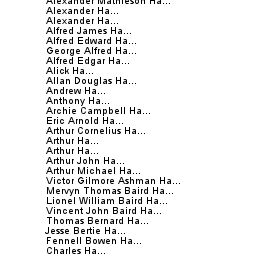 Alexander Mathieson Ha...
Alexander Ha...
Alexander Ha...
Alfred James Ha...
Alfred Edward Ha...
George Alfred Ha...
Alfred Edgar Ha...
Alick Ha...
Allan Douglas Ha...
Andrew Ha...
Anthony Ha...
Archie Campbell Ha...
Eric Arnold Ha...
Arthur Cornelius Ha...
Arthur Ha...
Arthur Ha...
Arthur John Ha...
Arthur Michael Ha...
Victor Gilmore Ashman Ha...
Mervyn Thomas Baird Ha...
Lionel William Baird Ha...
Vincent John Baird Ha...
Thomas Bernard Ha...
Jesse Bertie Ha...
Fennell Bowen Ha...
Charles Ha...